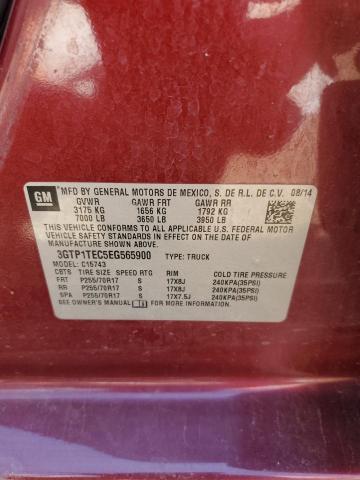 GM
MFD BY GENERAL MOTORS DE MEXICO, S. DE R.L. DE C.V. 08/14
GVWR GAWR FRT GAWR RR
3175 KG 1656 KG 1792 KG
7000 LB 3650 LB 3950 LB
THIS VEHICLE CONFORMS TO ALL APPLICABLE U.S. FEDERAL MOTOR
VEHICLE SAFETY, BUMPER, AND THEFT PREVENTION STANDARDS IN
EFFECT ON THE DATE OF MANUFACTURE SHOWN ABOVE.
3GTP1TEC5EG565900 TYPE: TRUCK
MODEL: C15743
CBTS TIRE SIZE SPEED RTG RIM COLD TIRE PRESSURE
FRT P255/70R17 S 17X8J 240KPA(35PSI)
RR P255/70R17 S 17X8J 240KPA(35PSI)
SPA P255/70R17 S 17X7.5J 240KPA(35PSI)
SEE OWNER'S MANUAL FOR MORE INFORMATION.